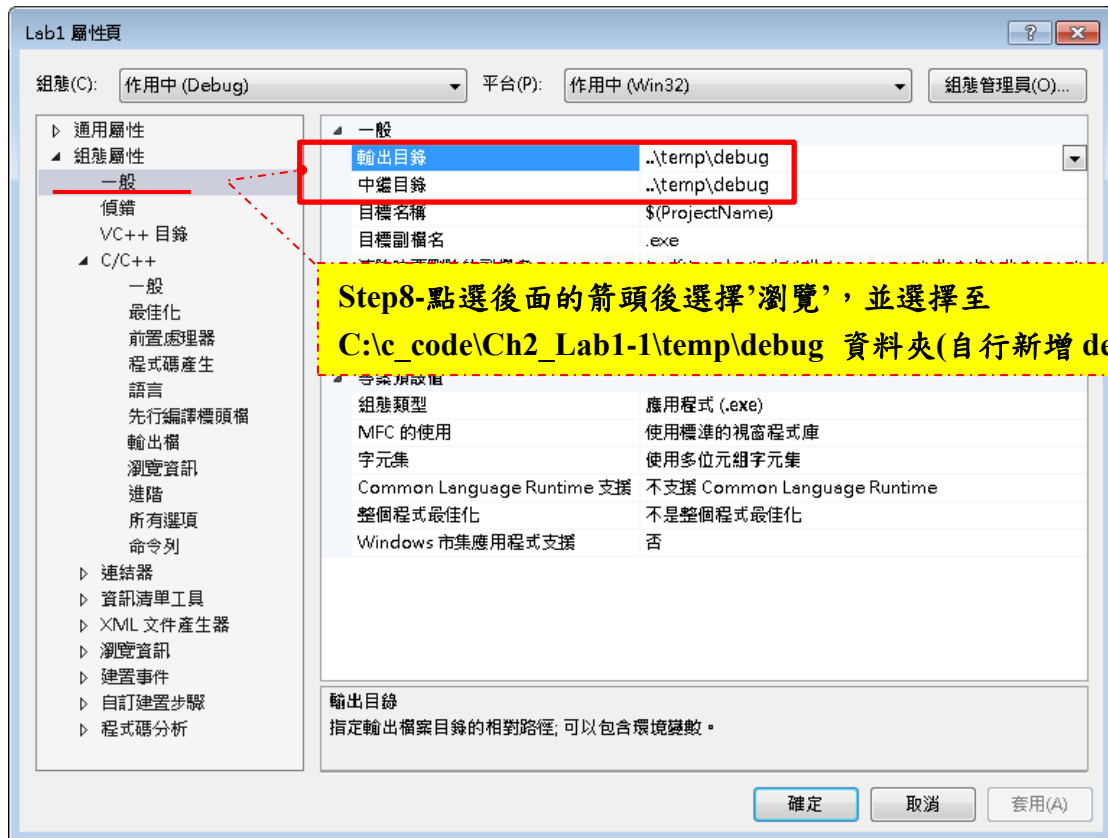 Lab1 屬性頁
組態(C): 作用中 (Debug) 平台(P): 作用中 (Win32) 組態管理員(O)...
通用屬性
組態屬性
一般
偵錯
VC++ 目錄
C/C++
一般
最佳化
前置處理器
程式碼產生
語言
先行編譯標頭檔
輸出檔
瀏覽資訊
進階
所有選項
命令列
連結器
資訊清單工具
XML 文件產生器
瀏覽資訊
建置事件
自訂建置步驟
程式碼分析
一般
輸出目錄 ..\temp\debug
中繼目錄 ..\temp\debug
目標名稱 $(ProjectName)
目標副檔名 .exe
Step8-點選後面的箭頭後選擇’瀏覽’，並選擇至
C:\c_code\Ch2_Lab1-1\temp\debug 資料夾(自行新增 de
專案預設值
組態類型 應用程式 (.exe)
MFC 的使用 使用標準的視窗程式庫
字元集 使用多位元組字元集
Common Language Runtime 支援 不支援 Common Language Runtime
整個程式最佳化 不是整個程式最佳化
Windows 市集應用程式支援 否
輸出目錄
指定輸出檔案目錄的相對路徑; 可以包含環境變數。
確定 取消 套用(A)